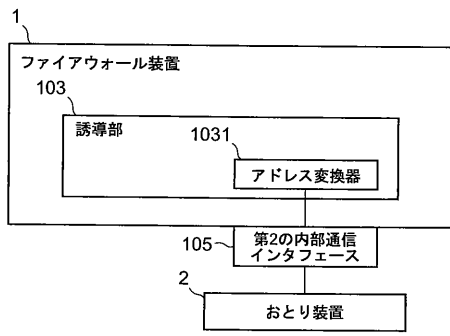 1
ファイアウォール装置
103
誘導部
1031
アドレス変換器
105
第2の内部通信
インタフェース
2
おとり装置